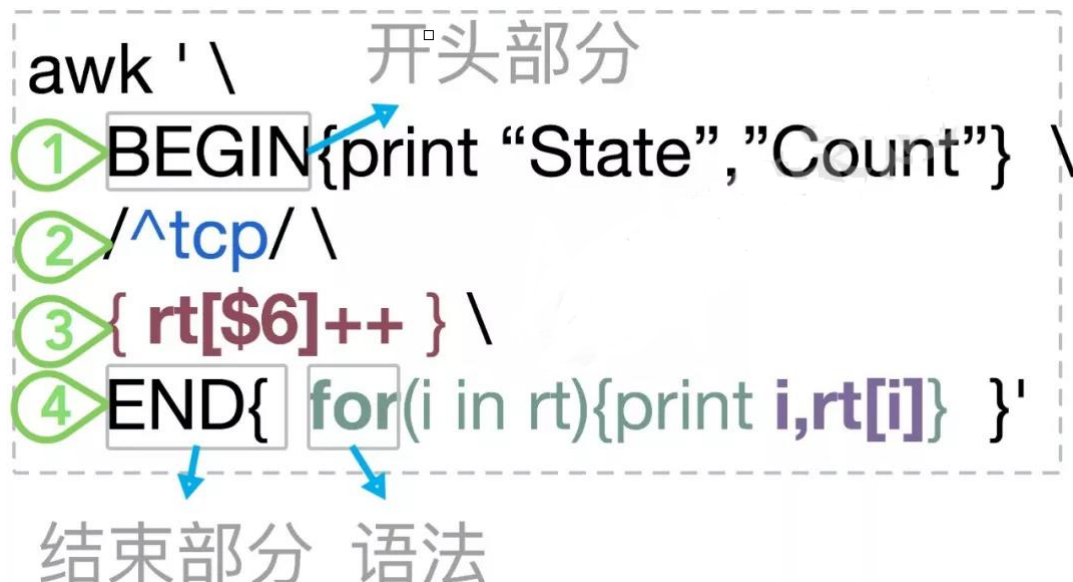 开头部分
awk ' \
1 BEGIN{print “State”,”Count”} \
2 /^tcp/ \
3 { rt[$6]++ } \
4 END{ for(i in rt){print i,rt[i]} }'
结束部分 语法